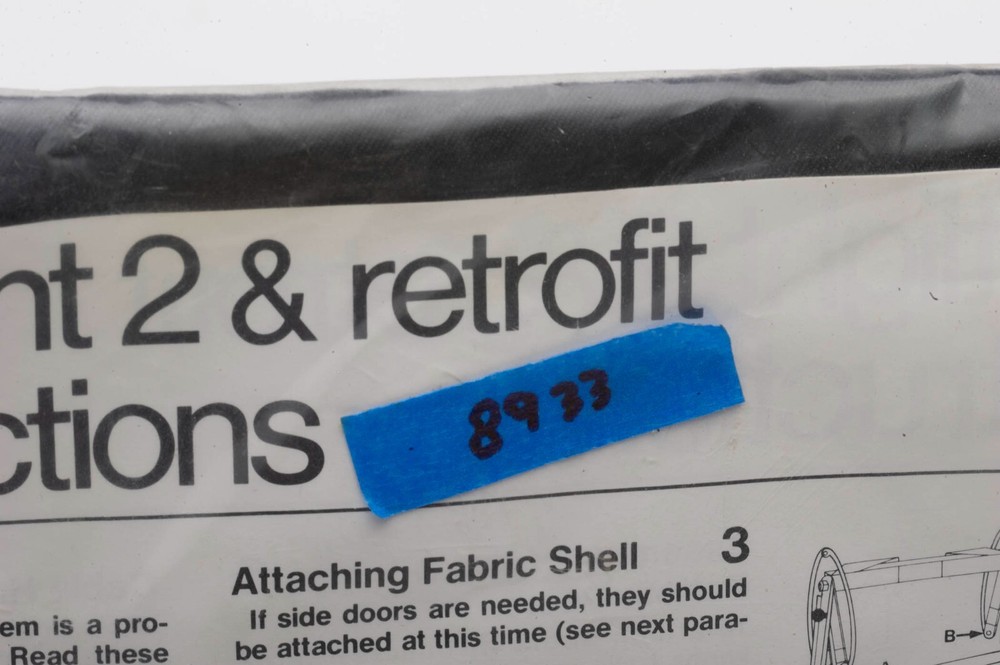 nt 2 & retrofit
ctions
8933
Attaching Fabric Shell 3
If side doors are needed, they should
be attached at this time (see next para-
em is a pro-
Read these
B